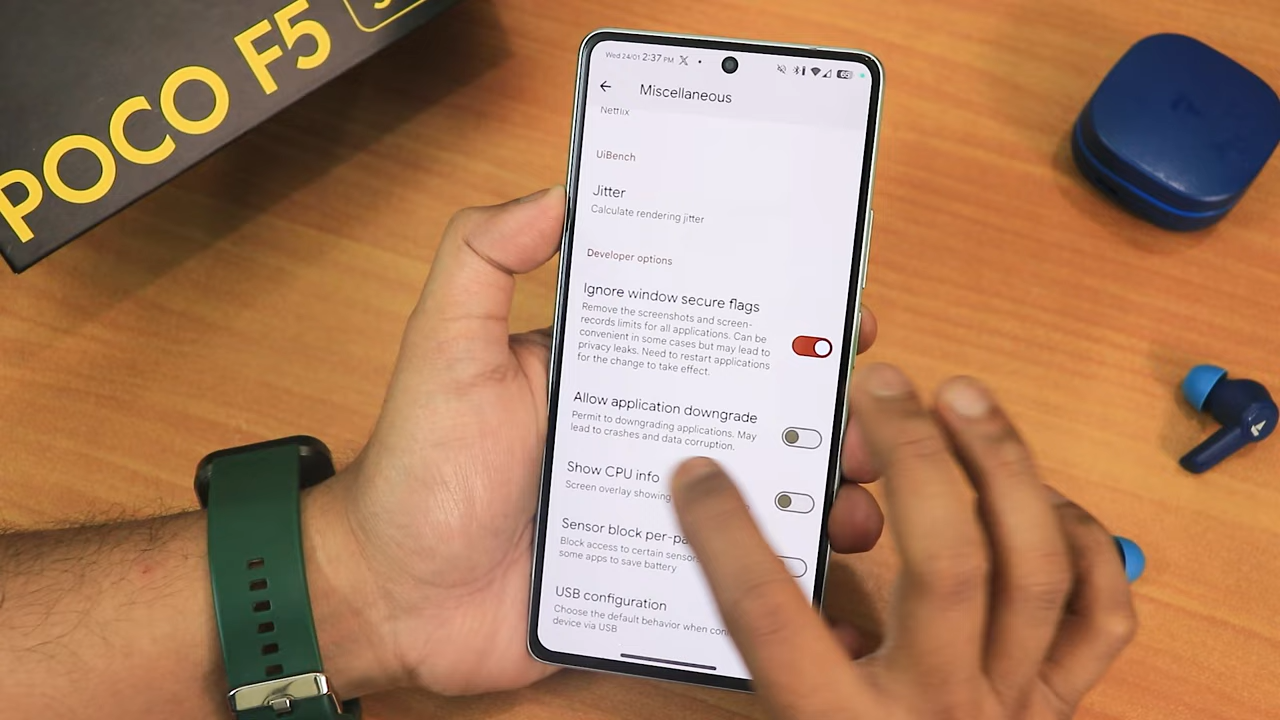 POCO F5
Wed 24/01 2:37 PM
Miscellaneous
Netflix
UiBench
Jitter
Calculate rendering jitter
Developer options
Ignore window secure flags
Remove the screenshots and screen-
records limits for all applications. Can be
convenient in some cases but may lead to
privacy leaks. Need to restart applications
for the change to take effect.
Allow application downgrade
Permit to downgrading applications. May
lead to crashes and data corruption.
Show CPU info
Screen overlay showing
Sensor block per-pa
Block access to certain sensor
some apps to save battery
USB configuration
Choose the default behavior when con
device via USB